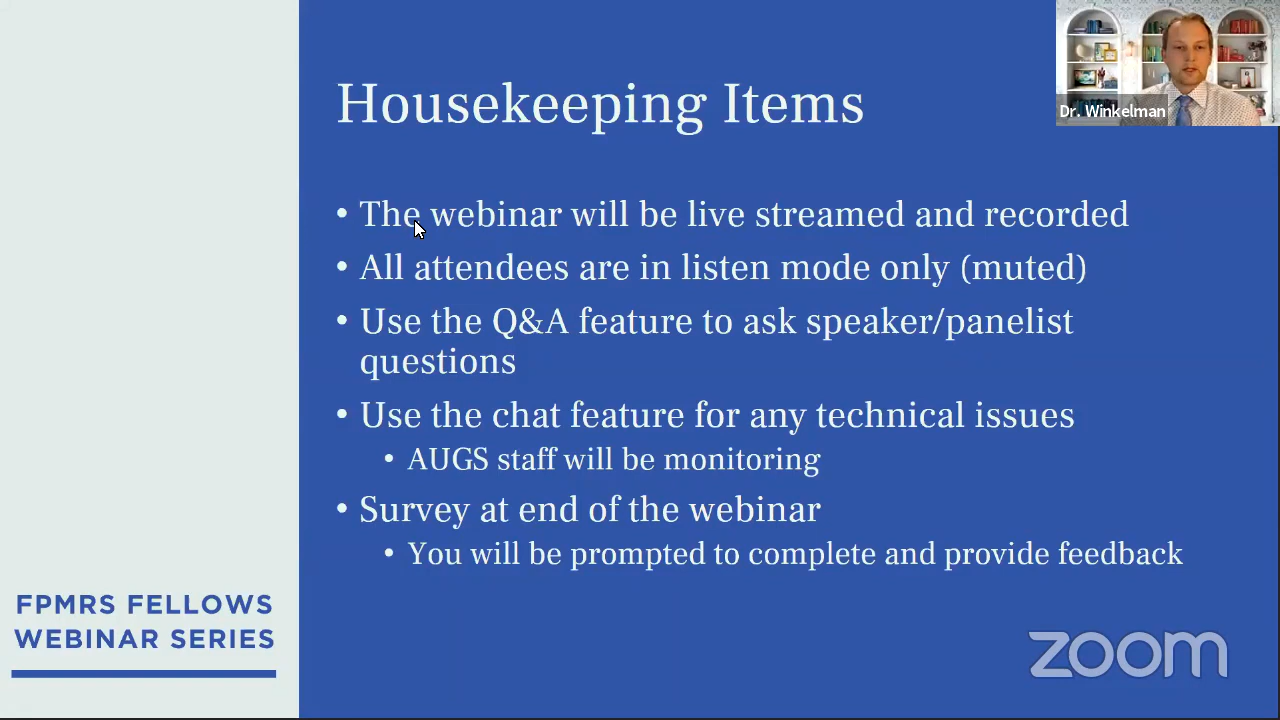 Housekeeping Items
Dr. Winkelman
• The webinar will be live streamed and recorded
• All attendees are in listen mode only (muted)
• Use the Q&A feature to ask speaker/panelist
questions
• Use the chat feature for any technical issues
• AUGS staff will be monitoring
• Survey at end of the webinar
• You will be prompted to complete and provide feedback
FPMRS FELLOWS
WEBINAR SERIES
zoom